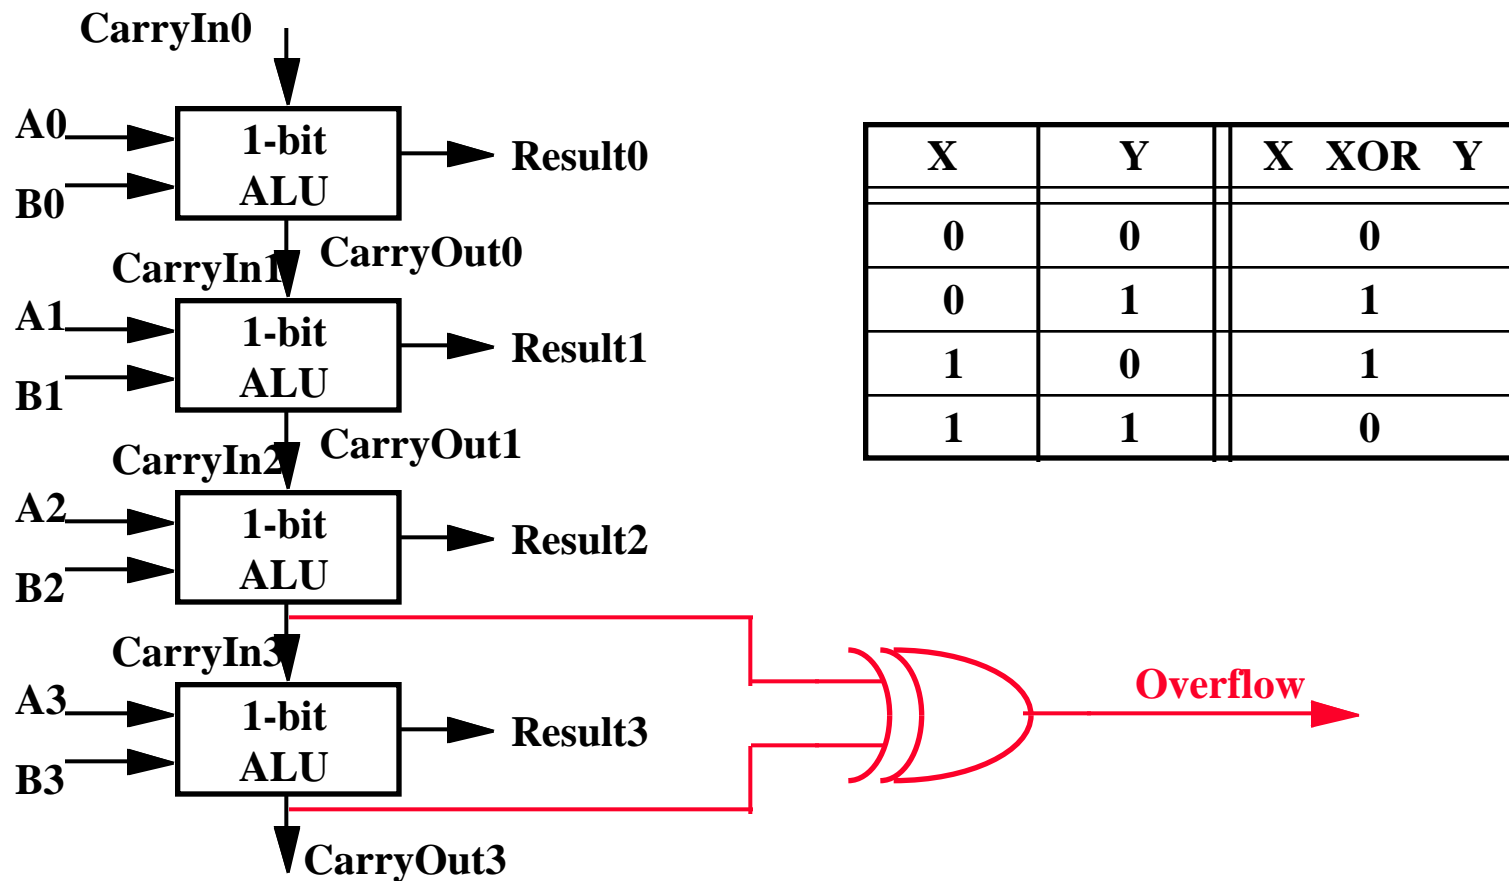 CarryIn0
A0
B0
1-bit
ALU
Result0
CarryIn1
CarryOut0
A1
B1
1-bit
ALU
Result1
CarryIn2
CarryOut1
A2
B2
1-bit
ALU
Result2
CarryIn3
A3
B3
1-bit
ALU
Result3
CarryOut3
X Y X XOR Y
0 0 0
0 1 1
1 0 1
1 1 0
Overflow